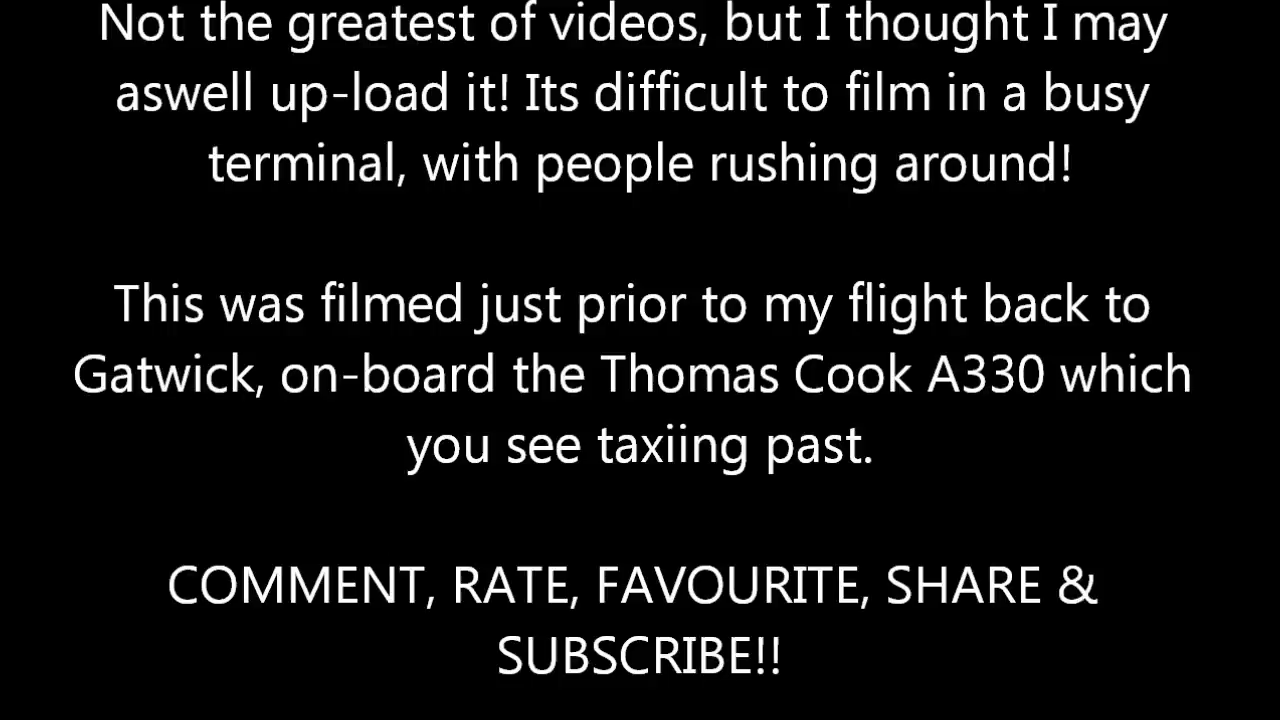 Not the greatest of videos, but I thought I may
aswell up-load it! Its difficult to film in a busy
terminal, with people rushing around!
This was filmed just prior to my flight back to
Gatwick, on-board the Thomas Cook A330 which
you see taxiing past.
COMMENT, RATE, FAVOURITE, SHARE &
SUBSCRIBE!!